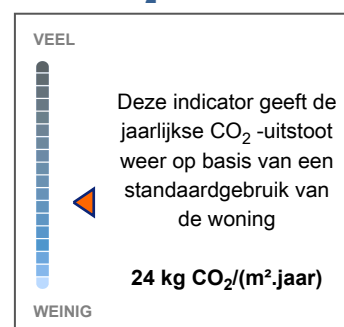 VEEL
Deze indicator geeft de
jaarlijkse CO₂ -uitstoot
weer op basis van een
standaardgebruik van
de woning
24 kg CO₂/(m².jaar)
WEINIG